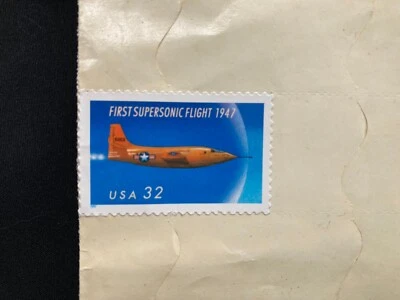 FIRST SUPERSONIC FLIGHT 1947
USA 32